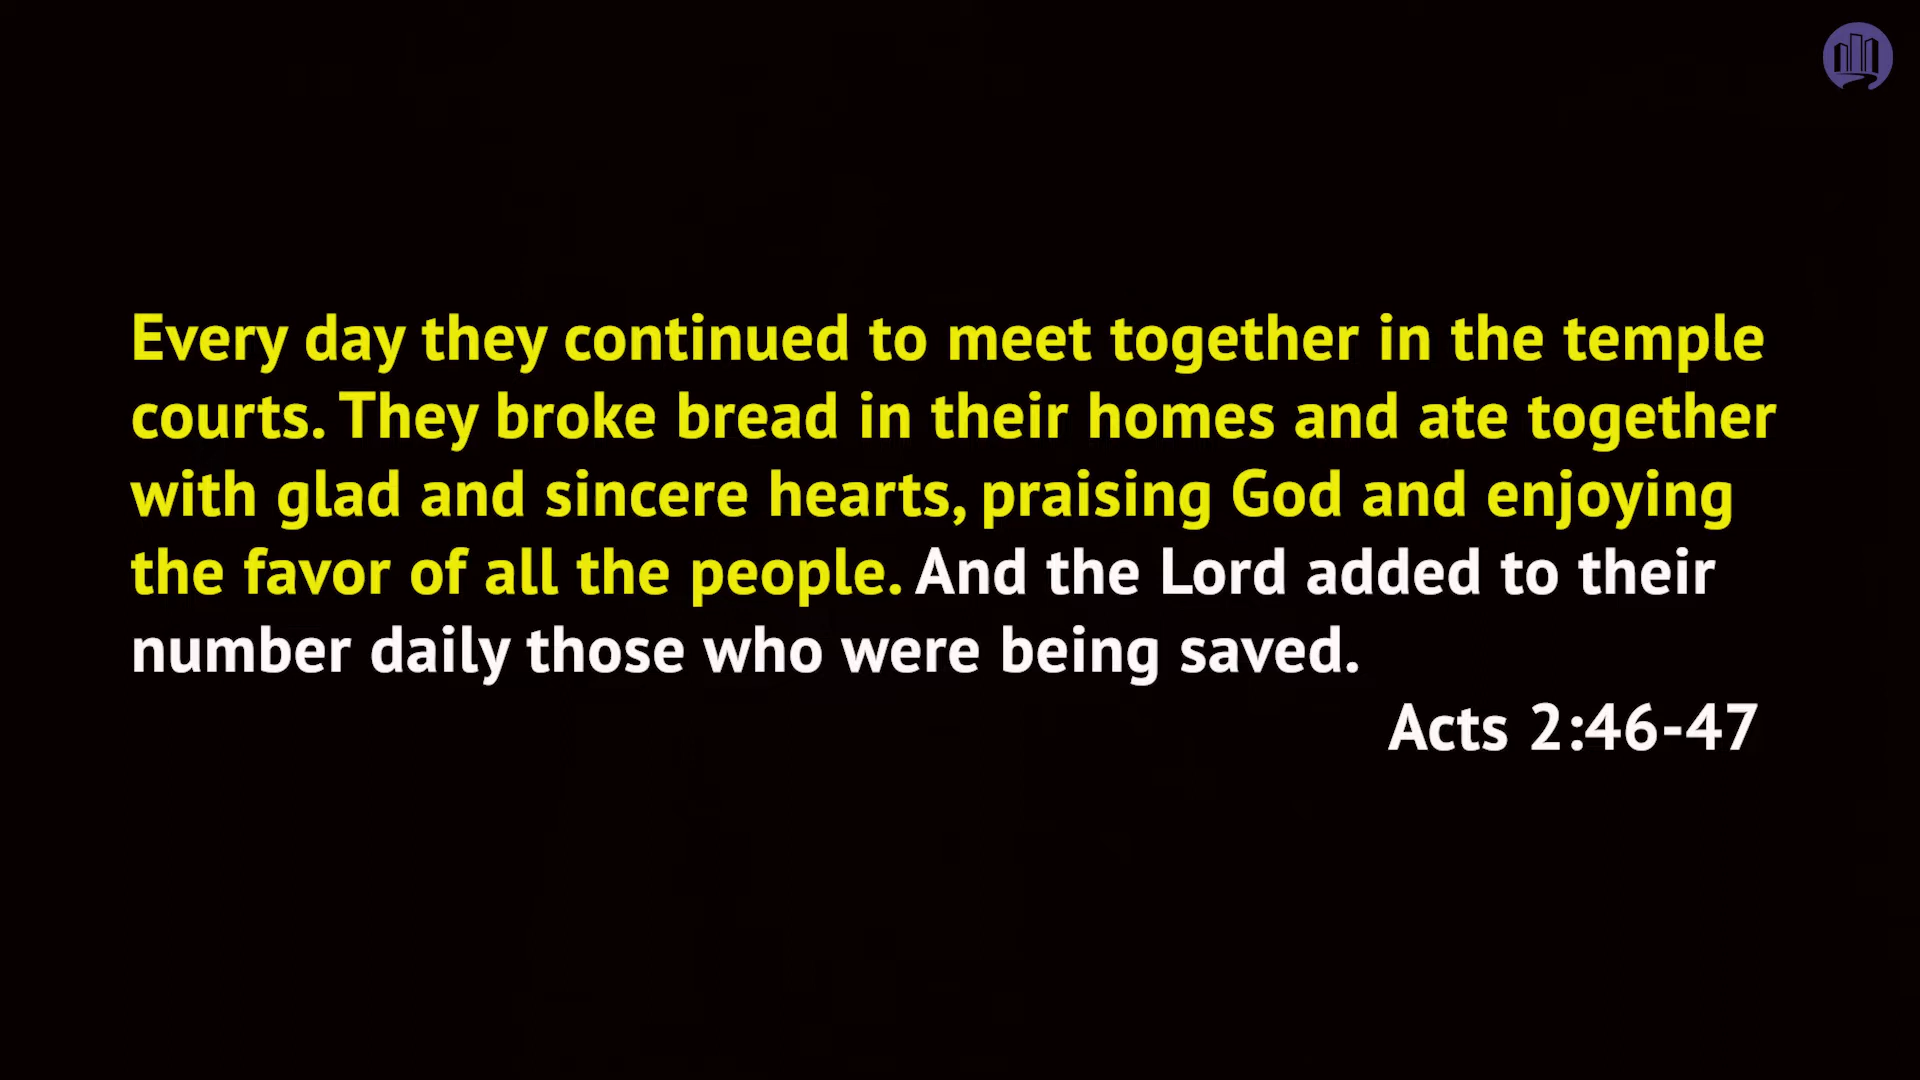 Every day they continued to meet together in the temple
courts. They broke bread in their homes and ate together
with glad and sincere hearts, praising God and enjoying
the favor of all the people. And the Lord added to their
number daily those who were being saved.
Acts 2:46-47